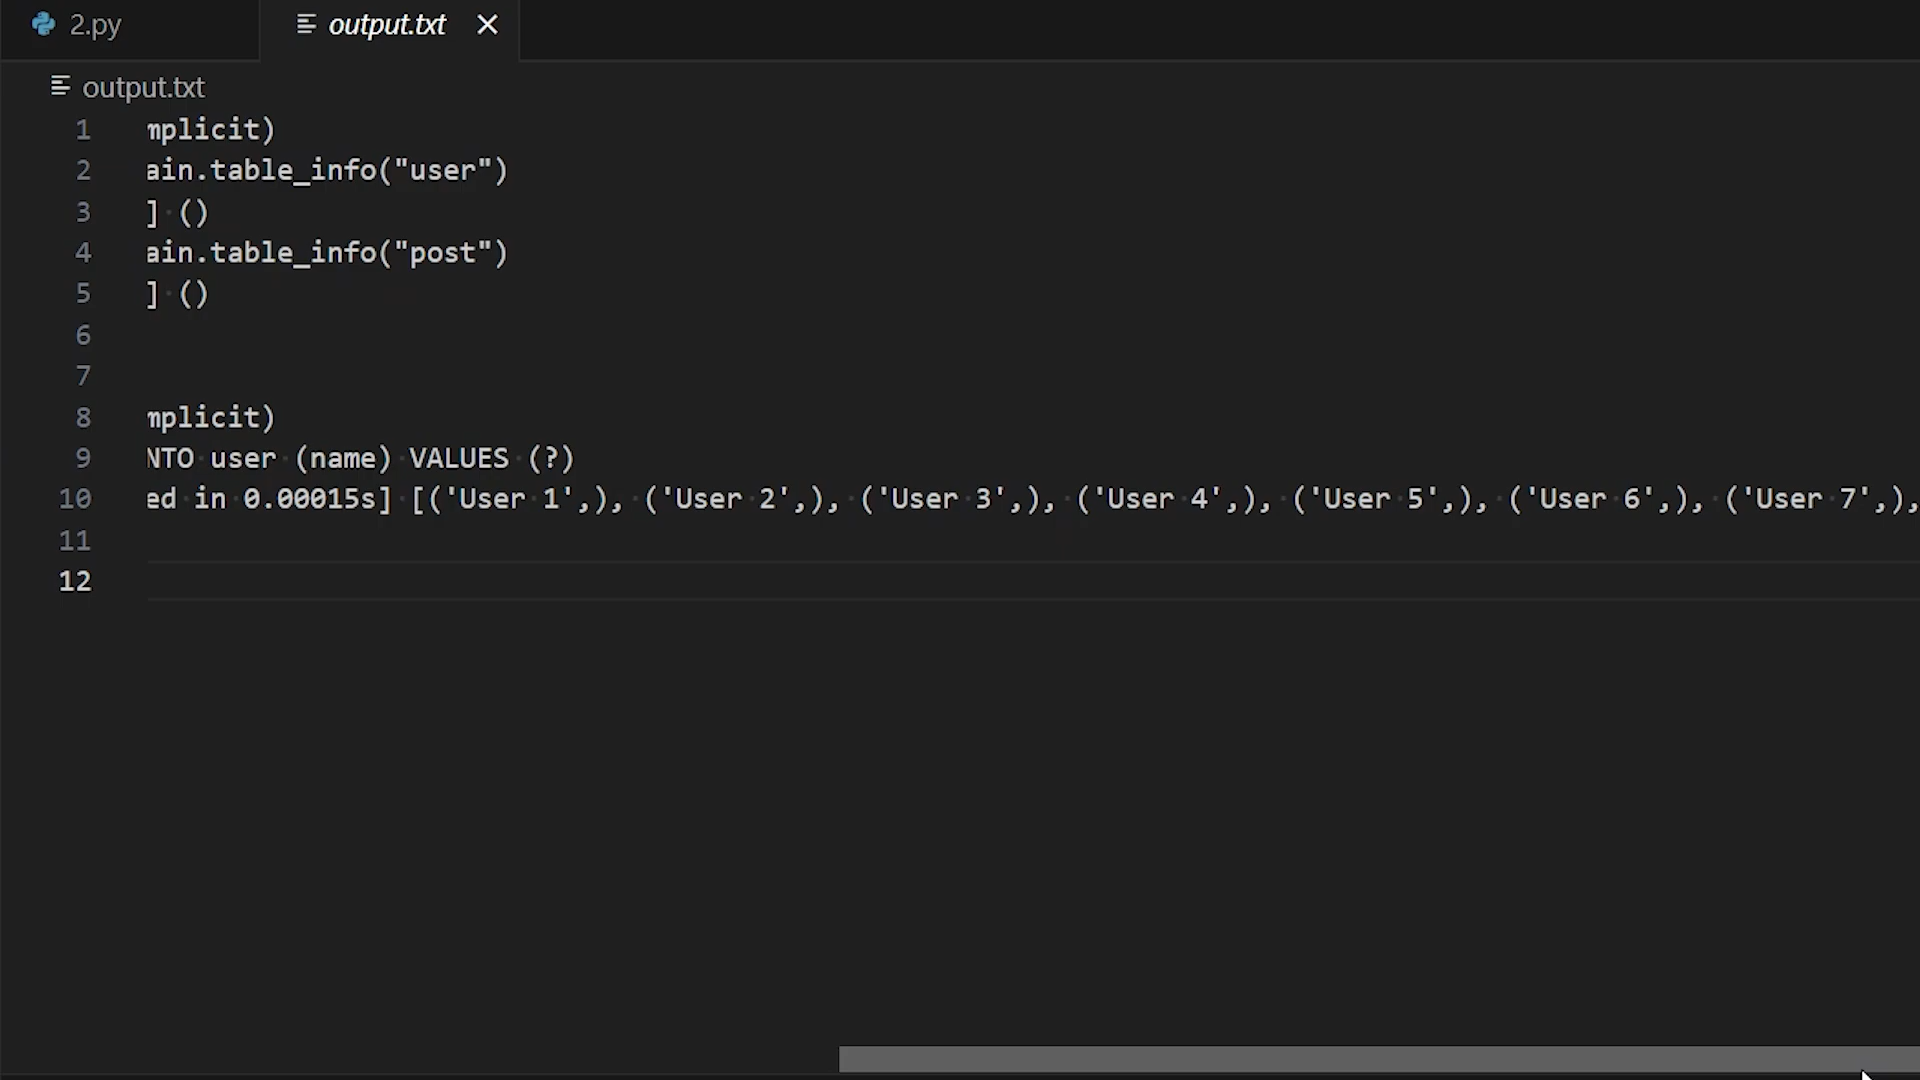 2.py
output.txt
output.txt
1 mplicit)
2 ain.table_info("user")
3 ] ()
4 ain.table_info("post")
5 ] ()
6
7
8 mplicit)
9 NTO user (name) VALUES (?)
10 ed in 0.00015s] [('User 1',), ('User 2',), ('User 3',), ('User 4',), ('User 5',), ('User 6',), ('User 7',),
11
12